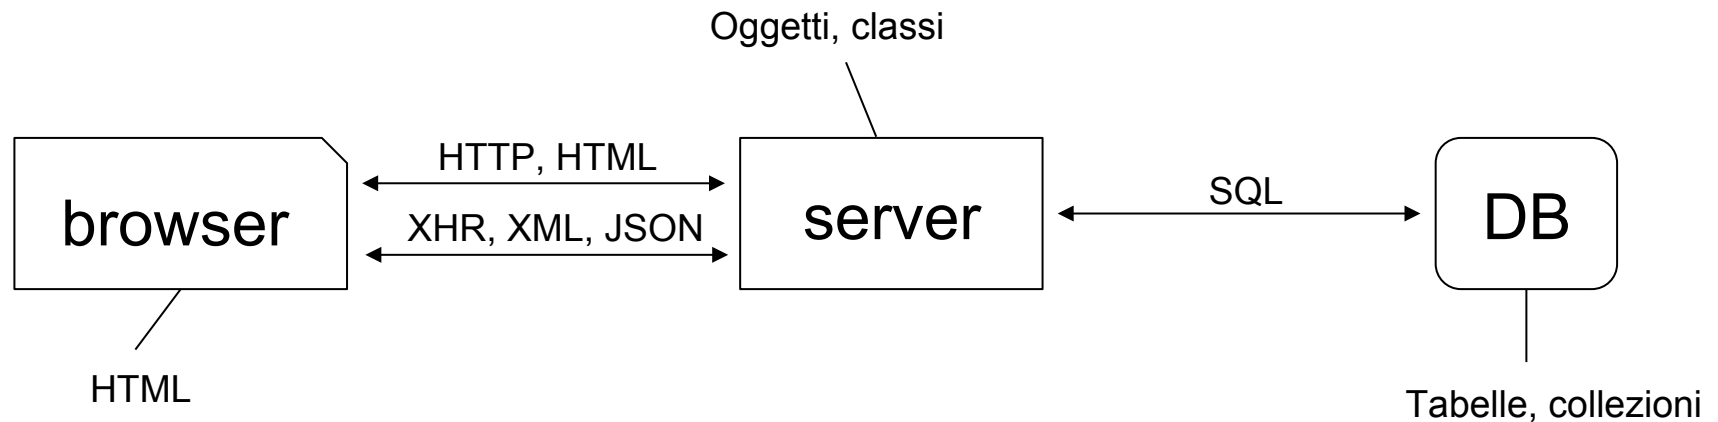 Oggetti, classi
HTTP, HTML
browser
XHR, XML, JSON
server
SQL
DB
HTML
Tabelle, collezioni